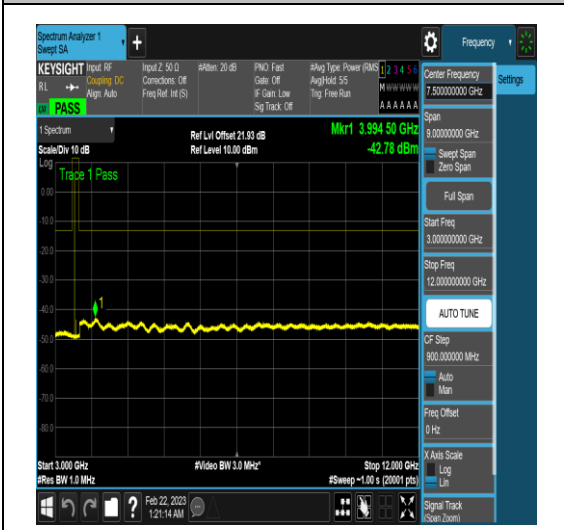 Spectrum Analyzer 1
Swept SA
Frequency
KEYSIGHT
RL
PASS
Input: RF
Coupling: DC
Align: Auto
Input Z: 50 Ω
Corrections: Off
Freq Ref: Int (S)
#Atten: 20 dB
PNO: Fast
Gate: Off
IF Gain: Low
Sig Track: Off
#Avg Type: Power (RMS
Avg|Hold: 5/5
Trig: Free Run
1 2 3 4 5 6
M W W W W W
A A A A A A
Center Frequency
7.500000000 GHz
Settings
Span
9.00000000 GHz
Swept Span
Zero Span
Full Span
Start Freq
3.000000000 GHz
Stop Freq
12.000000000 GHz
AUTO TUNE
CF Step
900.000000 MHz
Auto
Man
Freq Offset
0 Hz
X Axis Scale
Log
Lin
Signal Track
(Span Zoom)
1 Spectrum
Scale/Div 10 dB
Ref Lvl Offset 21.93 dB
Ref Level 10.00 dBm
Mkr1 3.994 50 GHz
-42.78 dBm
Log
Trace 1 Pass
0.00
-10.0
-20.0
-30.0
-40.0
-50.0
-60.0
-70.0
-80.0
1
Start 3.000 GHz
#Res BW 1.0 MHz
#Video BW 3.0 MHz*
Stop 12.000 GHz
#Sweep ~1.00 s (20001 pts)
Feb 22, 2023
1:21:14 AM